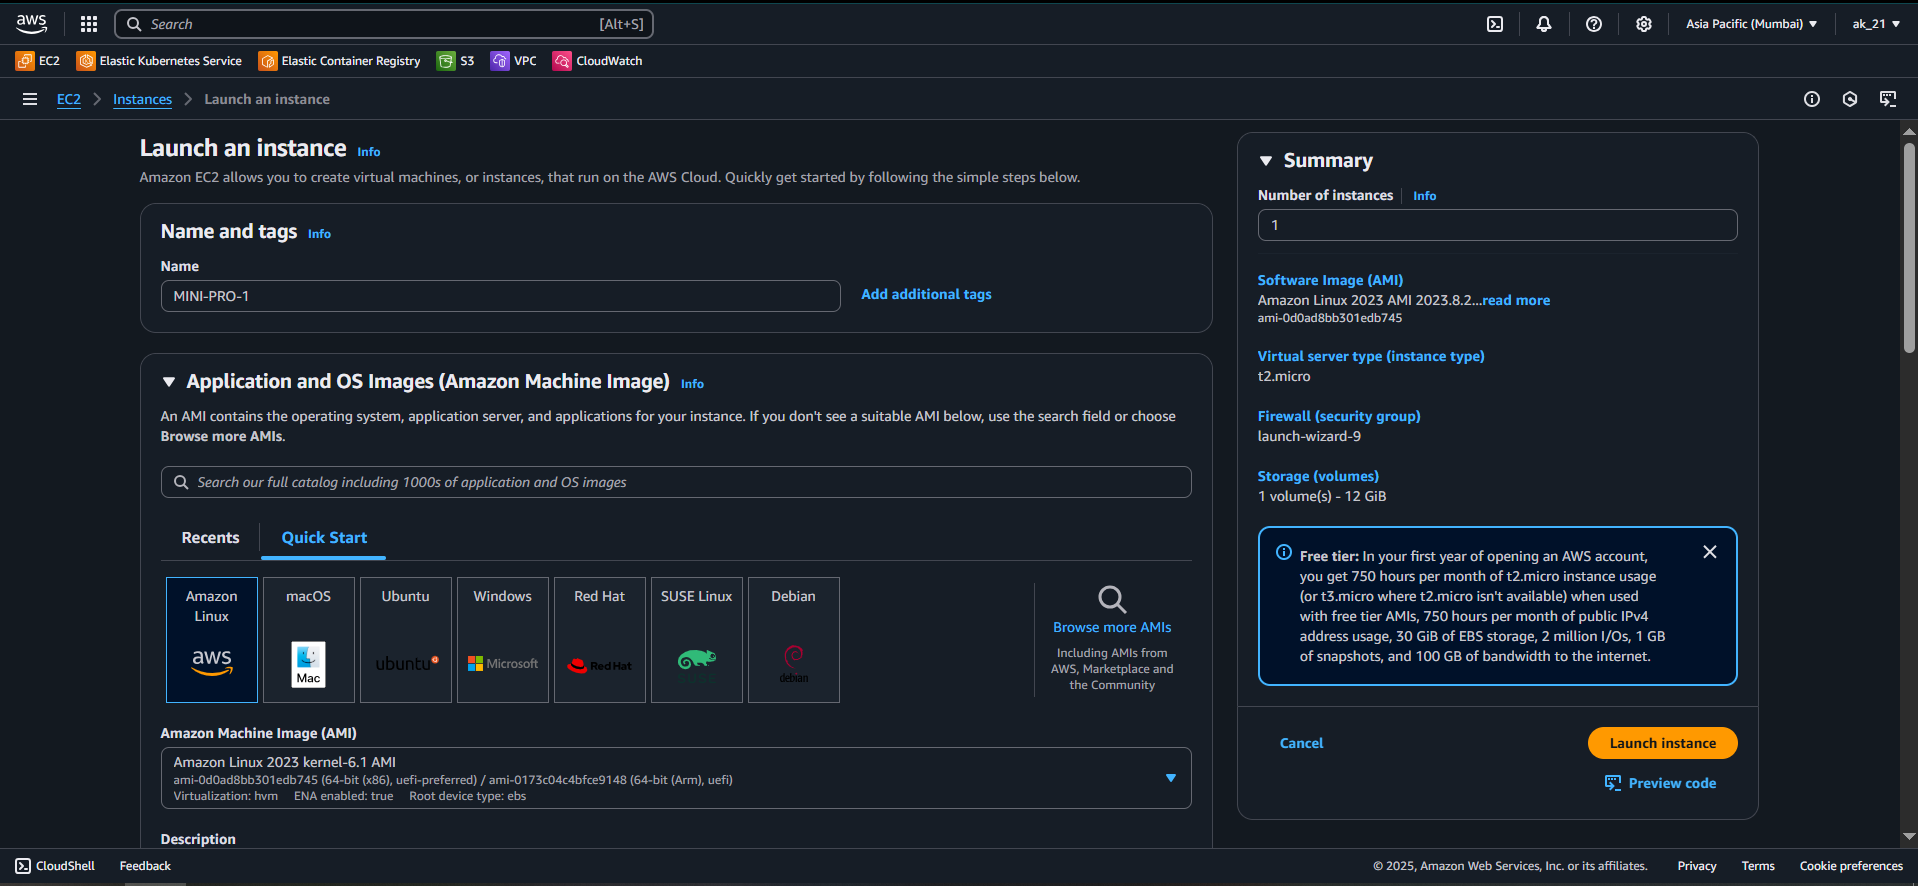 aws
Search
[Alt+S]
Asia Pacific (Mumbai)
ak_21
EC2
Elastic Kubernetes Service
Elastic Container Registry
S3
VPC
CloudWatch
EC2
Instances
Launch an instance
Launch an instance Info
Amazon EC2 allows you to create virtual machines, or instances, that run on the AWS Cloud. Quickly get started by following the simple steps below.
Name and tags Info
Name
MINI-PRO-1
Add additional tags
Application and OS Images (Amazon Machine Image) Info
An AMI contains the operating system, application server, and applications for your instance. If you don't see a suitable AMI below, use the search field or choose
Browse more AMIs.
Search our full catalog including 1000s of application and OS images
Recents
Quick Start
Amazon
Linux
aws
macOS
Mac
Ubuntu
ubuntu
Windows
Microsoft
Red Hat
RedHat
SUSE Linux
SUSE
Debian
debian
Browse more AMIs
Including AMIs from
AWS, Marketplace and
the Community
Amazon Machine Image (AMI)
Amazon Linux 2023 kernel-6.1 AMI
ami-0d0ad8bb301edb745 (64-bit (x86), uefi-preferred) / ami-0173c04c4bfce9148 (64-bit (Arm), uefi)
Virtualization: hvm ENA enabled: true Root device type: ebs
Description
Summary
Number of instances
Info
1
Software Image (AMI)
Amazon Linux 2023 AMI 2023.8.2...read more
ami-0d0ad8bb301edb745
Virtual server type (instance type)
t2.micro
Firewall (security group)
launch-wizard-9
Storage (volumes)
1 volume(s) - 12 GiB
Free tier: In your first year of opening an AWS account,
you get 750 hours per month of t2.micro instance usage
(or t3.micro where t2.micro isn't available) when used
with free tier AMIs, 750 hours per month of public IPv4
address usage, 30 GiB of EBS storage, 2 million I/Os, 1 GB
of snapshots, and 100 GB of bandwidth to the internet.
Cancel
Launch instance
Preview code
CloudShell
Feedback
© 2025, Amazon Web Services, Inc. or its affiliates.
Privacy
Terms
Cookie preferences